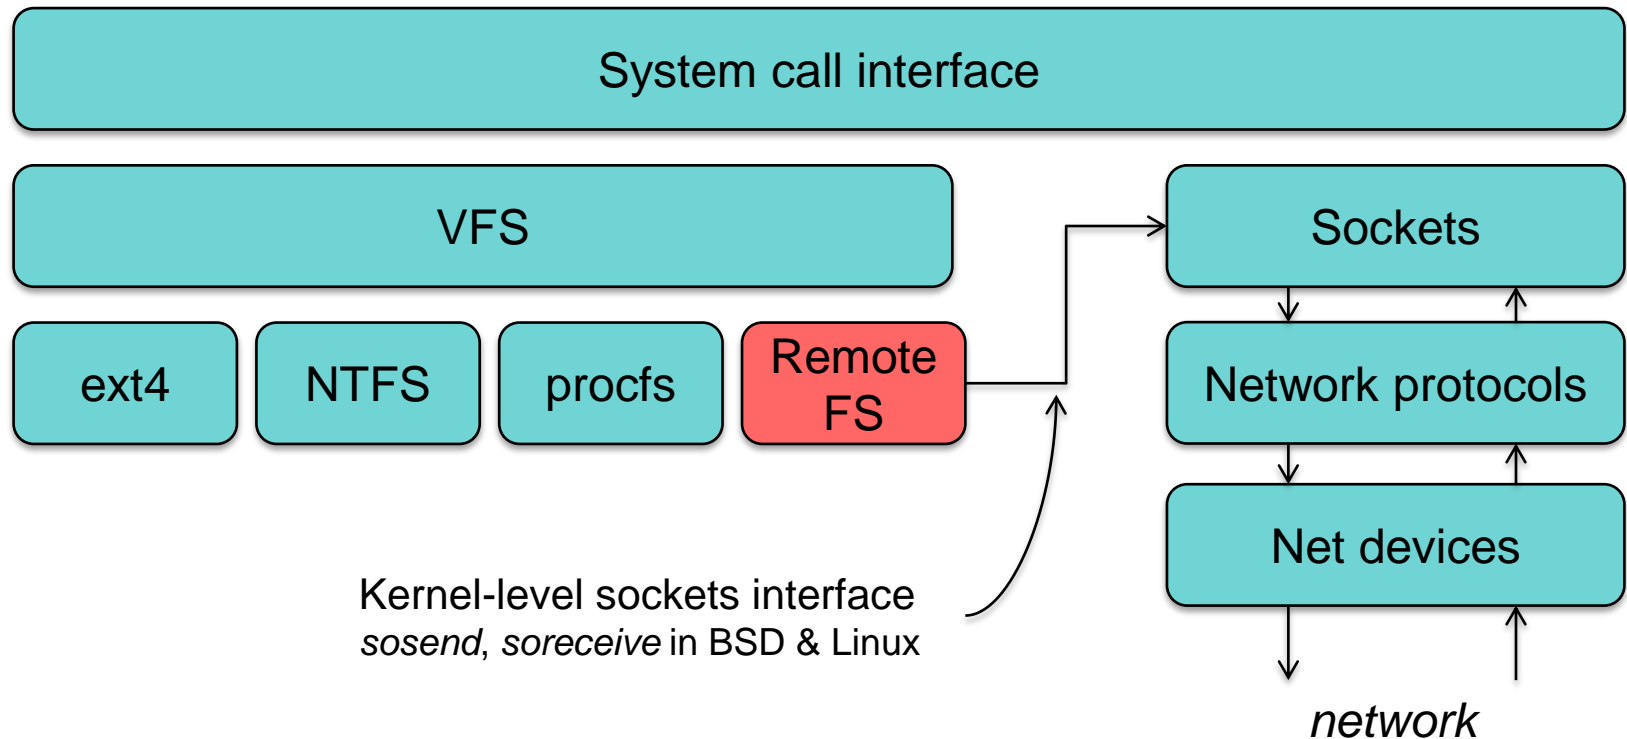 System call interface
VFS
Sockets
ext4
NTFS
procfs
Remote
FS
Network protocols
Net devices
Kernel-level sockets interface
sosend, soreceive in BSD & Linux
network